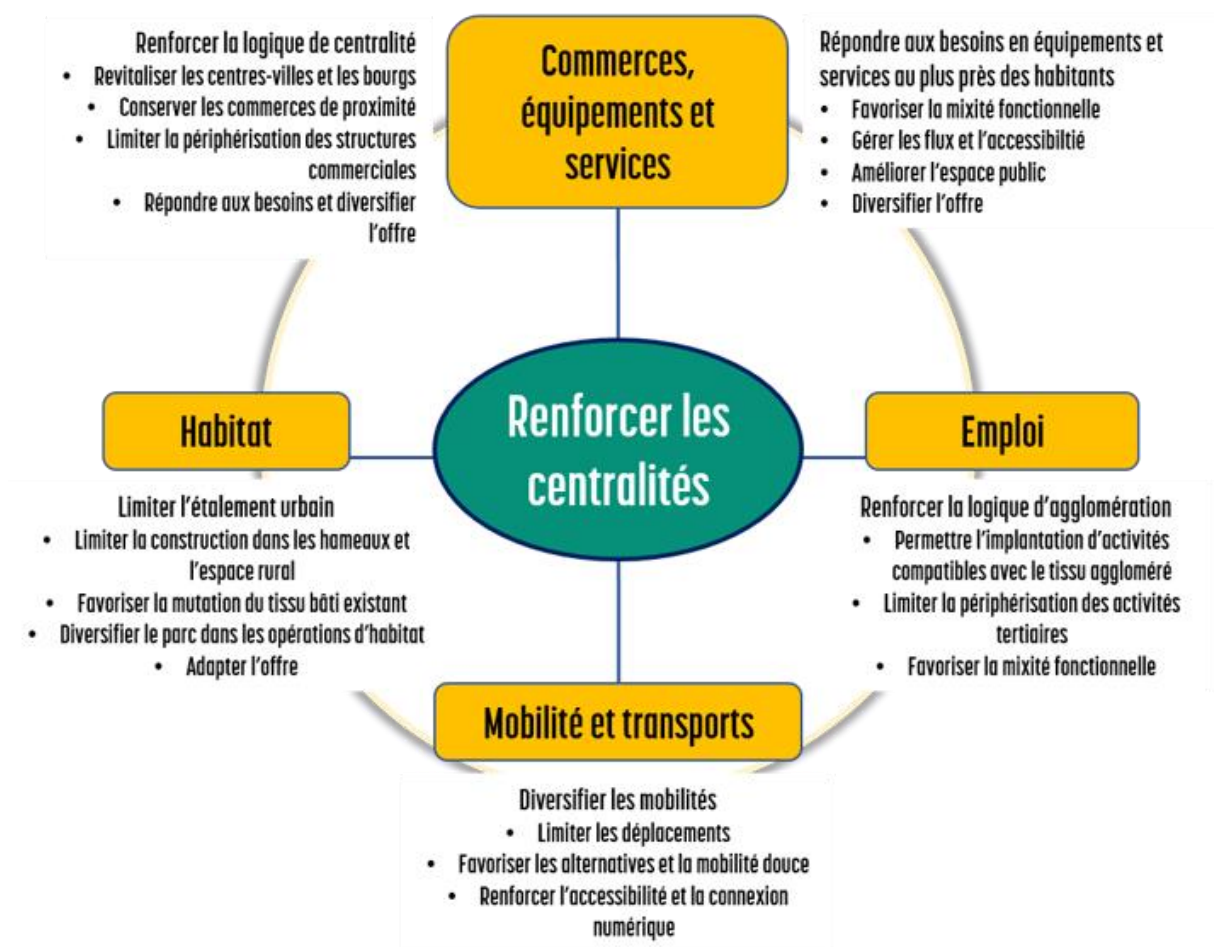 Renforcer la logique de centralité
• Revitaliser les centres-villes et les bourgs
• Conserver les commerces de proximité
• Limiter la périphérisation des structures
commerciales
• Répondre aux besoins et diversifier
l'offre
Commerces,
équipements et
services
Répondre aux besoins en équipements et
services au plus près des habitants
• Favoriser la mixité fonctionnelle
• Gérer les flux et l'accessibiltié
• Améliorer l'espace public
• Diversifier l'offre
Habitat
Renforcer les
centralités
Emploi
Limiter l'étalement urbain
• Limiter la construction dans les hameaux et
l'espace rural
• Favoriser la mutation du tissu bâti existant
• Diversifier le parc dans les opérations d'habitat
• Adapter l'offre
Renforcer la logique d'agglomération
• Permettre l'implantation d'activités
compatibles avec le tissu aggloméré
• Limiter la périphérisation des activités
tertiaires
• Favoriser la mixité fonctionnelle
Mobilité et transports
Diversifier les mobilités
• Limiter les déplacements
• Favoriser les alternatives et la mobilité douce
• Renforcer l'accessibilité et la connexion
numérique